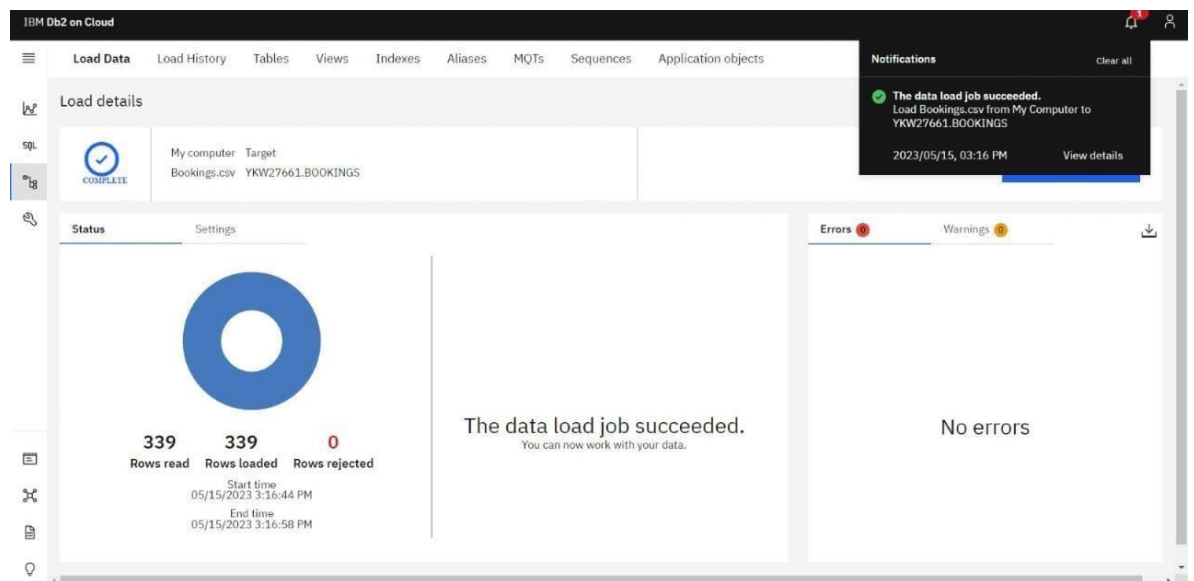 IBM Db2 on Cloud
1
Load Data Load History Tables Views Indexes Aliases MQTs Sequences Application objects
Notifications Clear all
The data load job succeeded.
Load Bookings.csv from My Computer to
YKW27661.BOOKINGS
2023/05/15, 03:16 PM View details
Load details
SQL
COMPLETE
My computer Target
Bookings.csv YKW27661.BOOKINGS
Status Settings
Errors 0 Warnings 0
339 339 0
Rows read Rows loaded Rows rejected
Start time
05/15/2023 3:16:44 PM
End time
05/15/2023 3:16:58 PM
The data load job succeeded.
You can now work with your data.
No errors